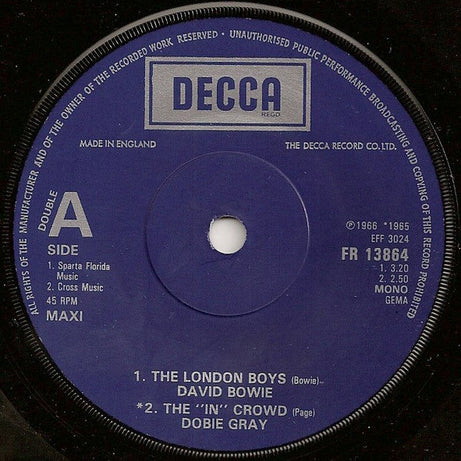 ALL RIGHTS OF THE MANUFACTURER AND OF THE OWNER OF THE RECORDED WORK RESERVED · UNAUTHORISED PUBLIC PERFORMANCE BROADCASTING AND COPYING OF THIS RECORD PROHIBITED
DECCA
REGD
MADE IN ENGLAND
THE DECCA RECORD CO. LTD.
DOUBLE
A
SIDE
1. Sparta Florida
Music
2. Cross Music
45 RPM
MAXI
℗ 1966 *1965
EFF 3024
FR 13864
1. 3.20
2. 2.50
MONO
GEMA
1. THE LONDON BOYS (Bowie)..
DAVID BOWIE
*2. THE "IN" CROWD (Page)
DOBIE GRAY